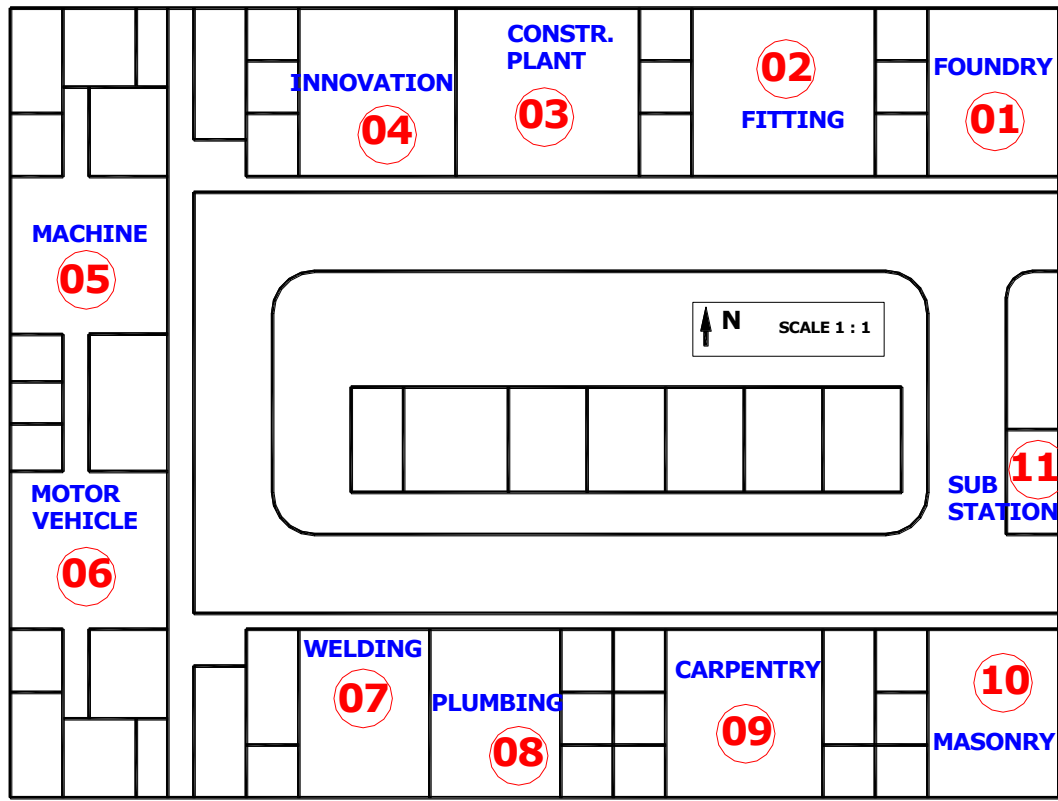 CONSTR.
PLANT
03
02
FITTING
FOUNDRY
01
INNOVATION
04
MACHINE
05
N
SCALE 1 : 1
MOTOR
VEHICLE
06
11
SUB
STATION
WELDING
07
PLUMBING
08
CARPENTRY
09
10
MASONRY